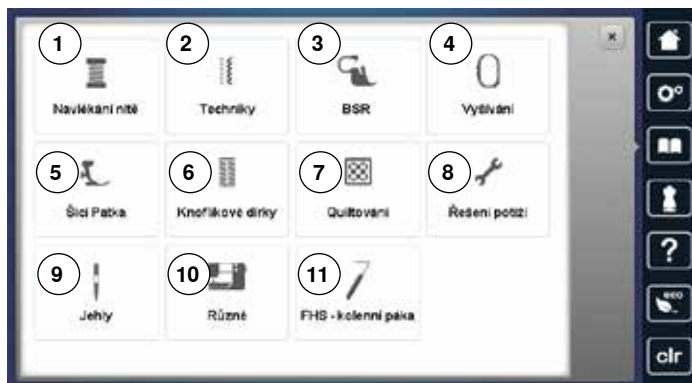 1 2 3 4
Navlékání nitě Techniky BSR Vyšívání
5 6 7 8
Šicí Patka Knoflíkové dírky Quiltování Řešení potíží
9 10 11
Jehly Různé FHS - kolenní páka
?
eco
clr